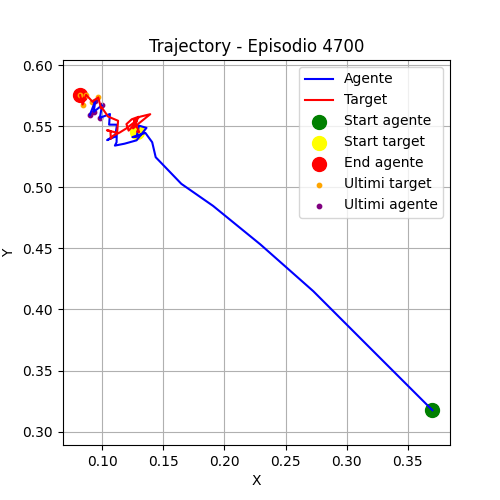 Trajectory - Episodio 4700
Agente
Target
Start agente
Start target
End agente
Ultimi target
Ultimi agente
Y
0.60
0.55
0.50
0.45
0.40
0.35
0.30
0.10
0.15
0.20
0.25
0.30
0.35
X